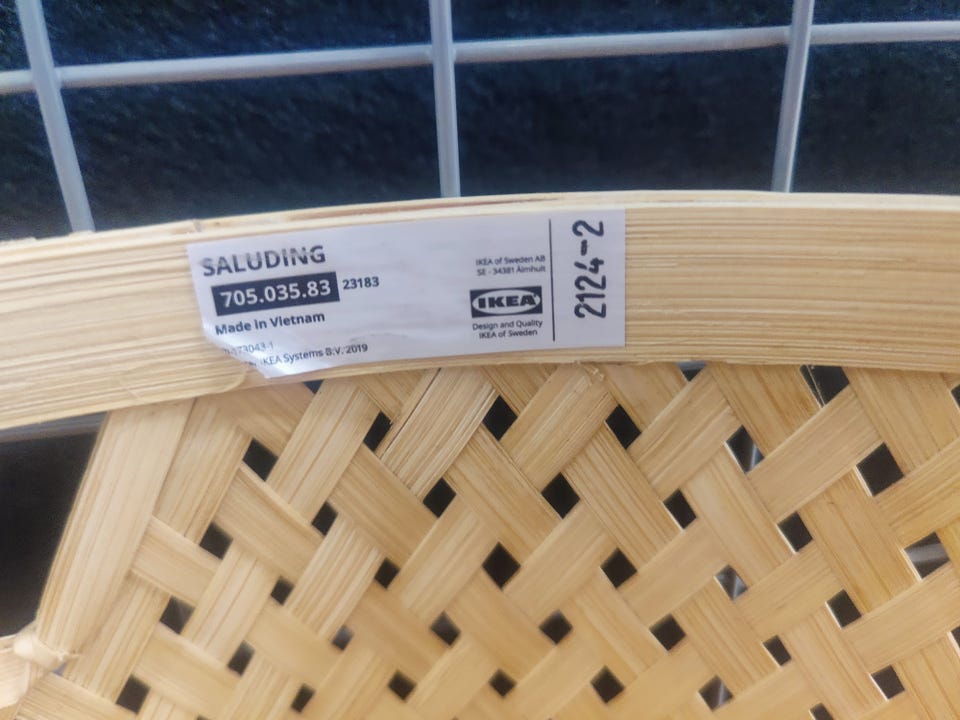 SALUDING
705.035.83 23183
Made in Vietnam
IKEA Systems B.V. 2019
IKEA of Sweden AB
SE - 34381 Älmhult
IKEA
Design and Quality
IKEA of Sweden
2124-2